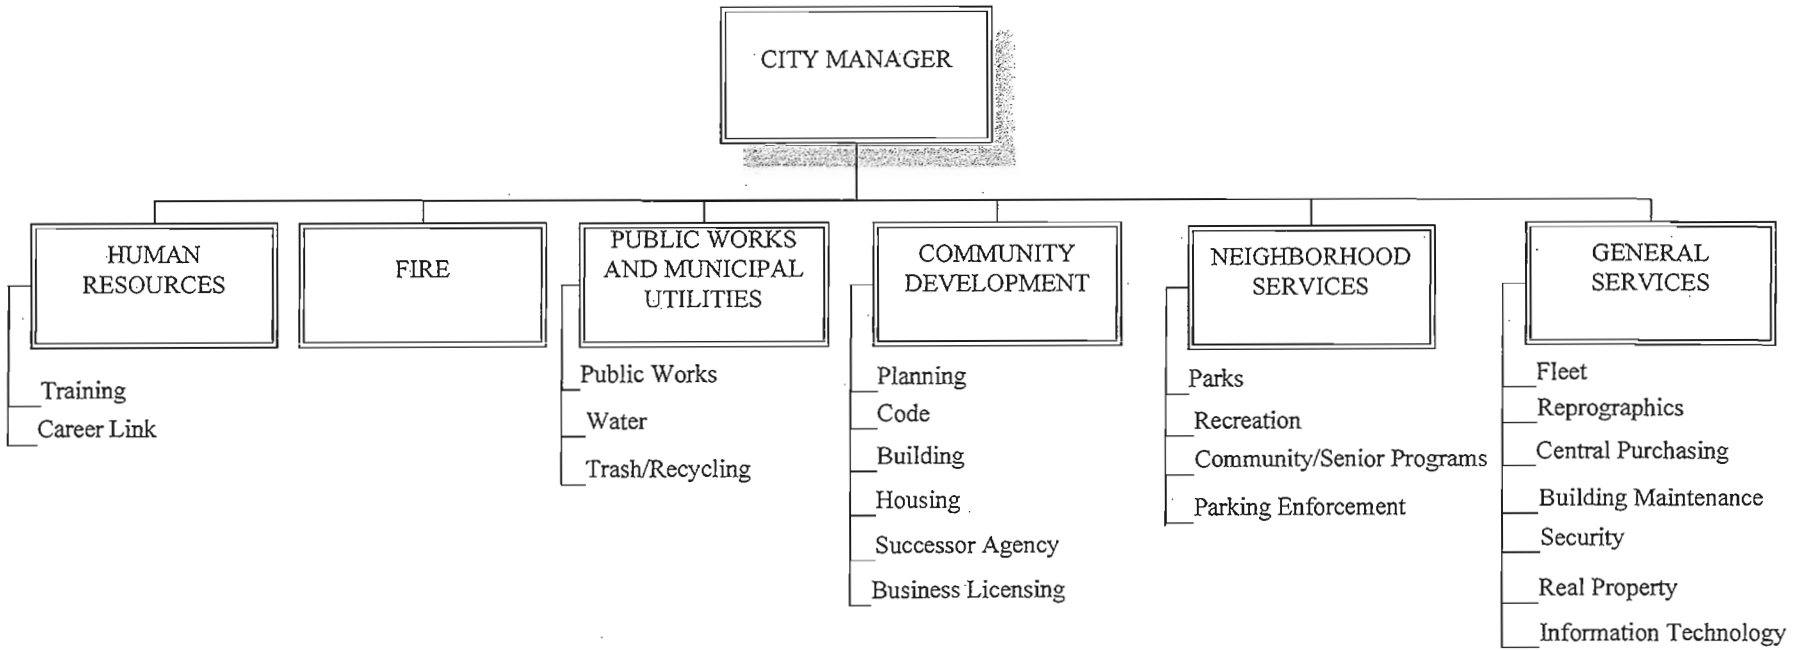 CITY MANAGER
HUMAN
RESOURCES
Training
Career Link
FIRE
PUBLIC WORKS
AND MUNICIPAL
UTILITIES
Public Works
Water
Trash/Recycling
COMMUNITY
DEVELOPMENT
Planning
Code
Building
Housing
Successor Agency
Business Licensing
NEIGHBORHOOD
SERVICES
Parks
Recreation
Community/Senior Programs
Parking Enforcement
GENERAL
SERVICES
Fleet
Reprographics
Central Purchasing
Building Maintenance
Security
Real Property
Information Technology